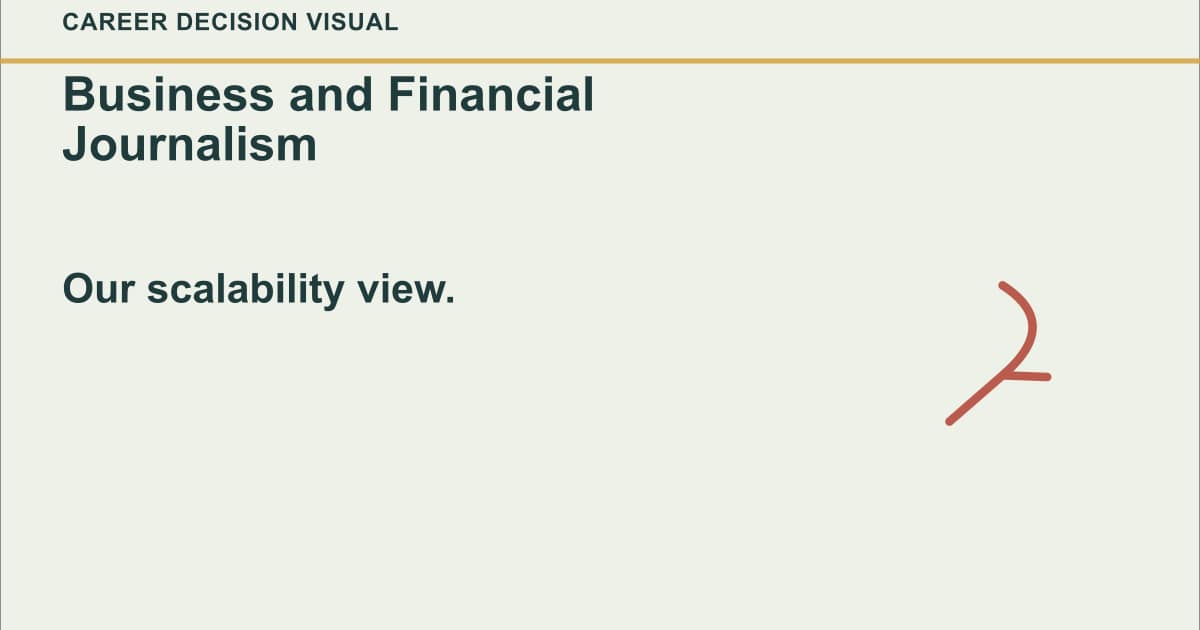 CAREER DECISION VISUAL
Business and Financial
Journalism
Our scalability view.